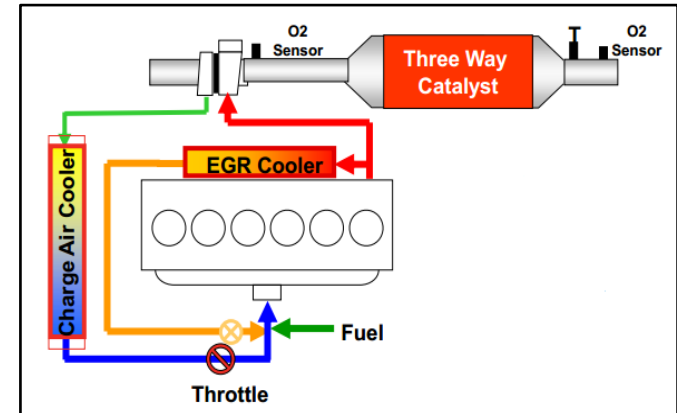 O2
Sensor
T
O2
Sensor
Three Way
Catalyst
EGR Cooler
Charge Air Cooler
Fuel
Throttle